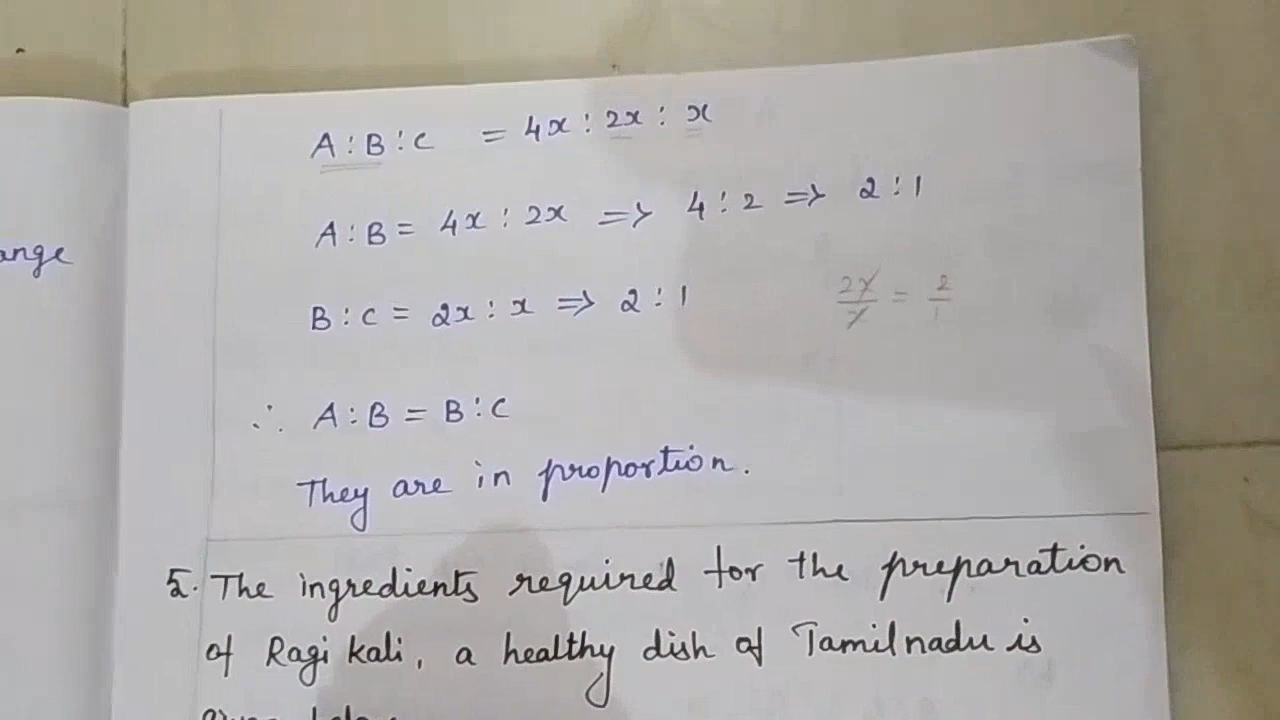 A : B : C = 4x : 2x : x
ange
A : B = 4x : 2x => 4 : 2 => 2 : 1
B : C = 2x : x => 2 : 1
2x/x = 2/1
∴ A : B = B : C
They are in proportion.
5. The ingredients required for the preparation
of Ragi kali, a healthy dish of Tamilnadu is